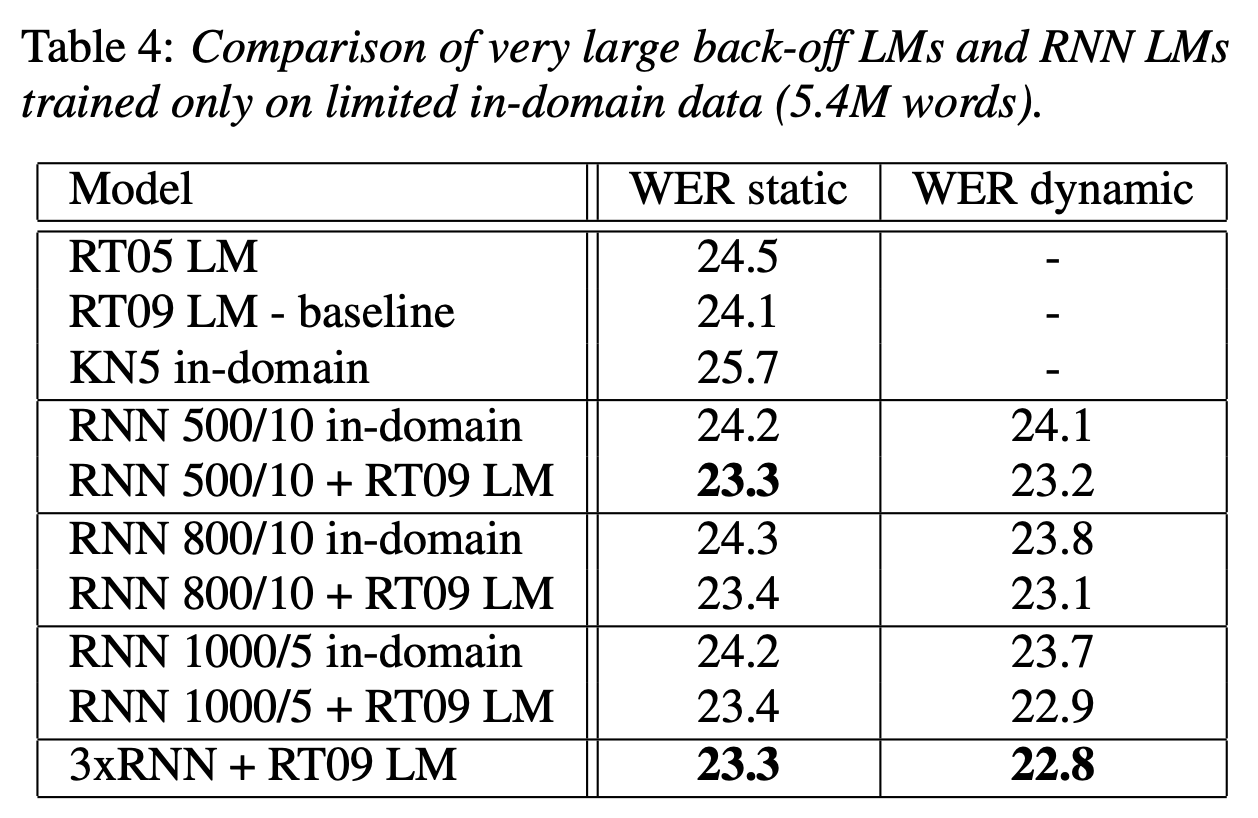 Table 4: Comparison of very large back-off LMs and RNN LMs
trained only on limited in-domain data (5.4M words).
Model WER static WER dynamic
RT05 LM 24.5 -
RT09 LM - baseline 24.1 -
KN5 in-domain 25.7 -
RNN 500/10 in-domain 24.2 24.1
RNN 500/10 + RT09 LM 23.3 23.2
RNN 800/10 in-domain 24.3 23.8
RNN 800/10 + RT09 LM 23.4 23.1
RNN 1000/5 in-domain 24.2 23.7
RNN 1000/5 + RT09 LM 23.4 22.9
3xRNN + RT09 LM 23.3 22.8